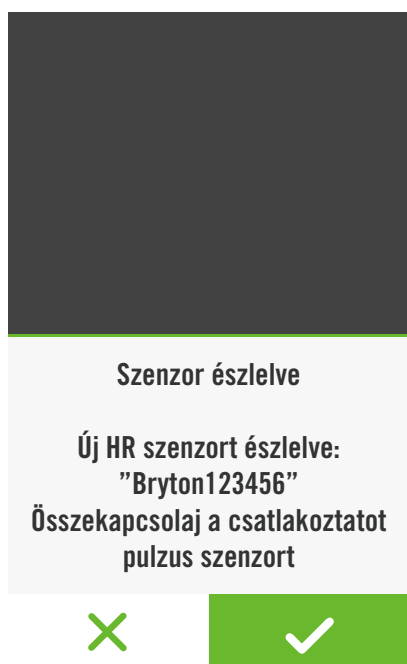 Szenzor észlelve
Új HR szenzort észlelve:
”Bryton123456”
Összekapcsolaj a csatlakoztatot
pulzus szenzort